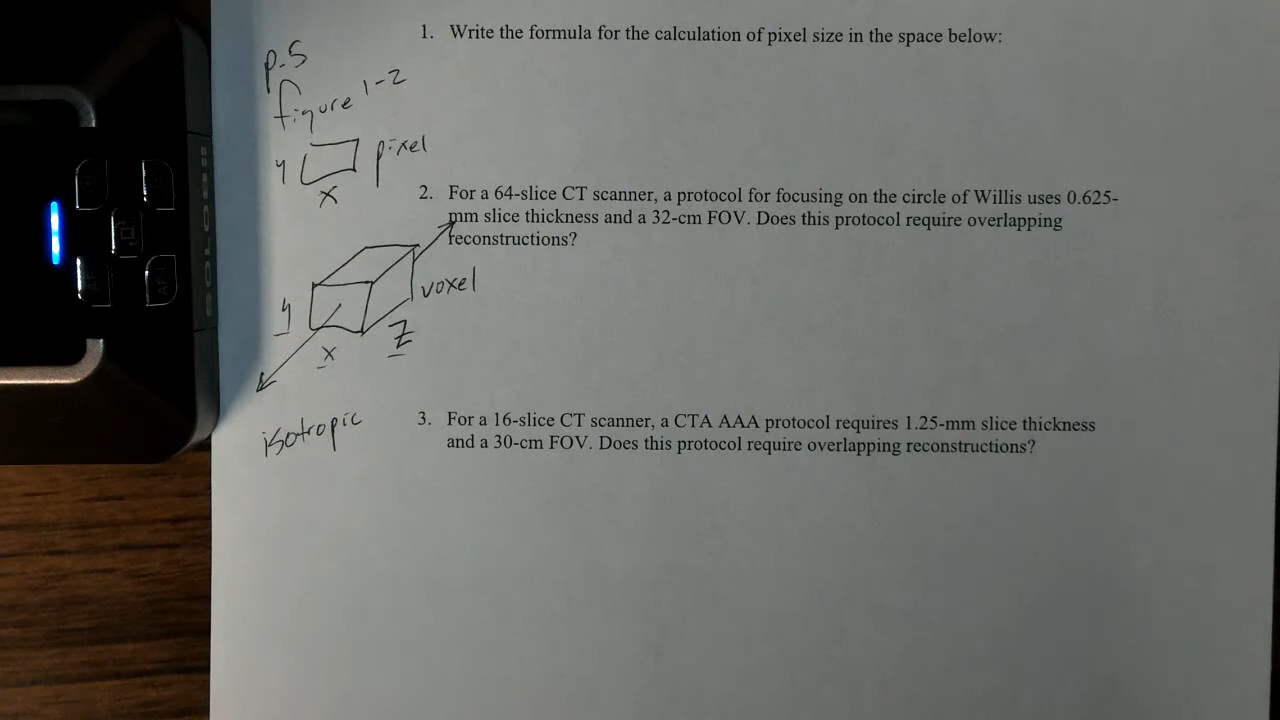 1. Write the formula for the calculation of pixel size in the space below:
p.5
figure 1-2
y pixel
x
2. For a 64-slice CT scanner, a protocol for focusing on the circle of Willis uses 0.625-
mm slice thickness and a 32-cm FOV. Does this protocol require overlapping
reconstructions?
voxel
y
x
z
isotropic
3. For a 16-slice CT scanner, a CTA AAA protocol requires 1.25-mm slice thickness
and a 30-cm FOV. Does this protocol require overlapping reconstructions?